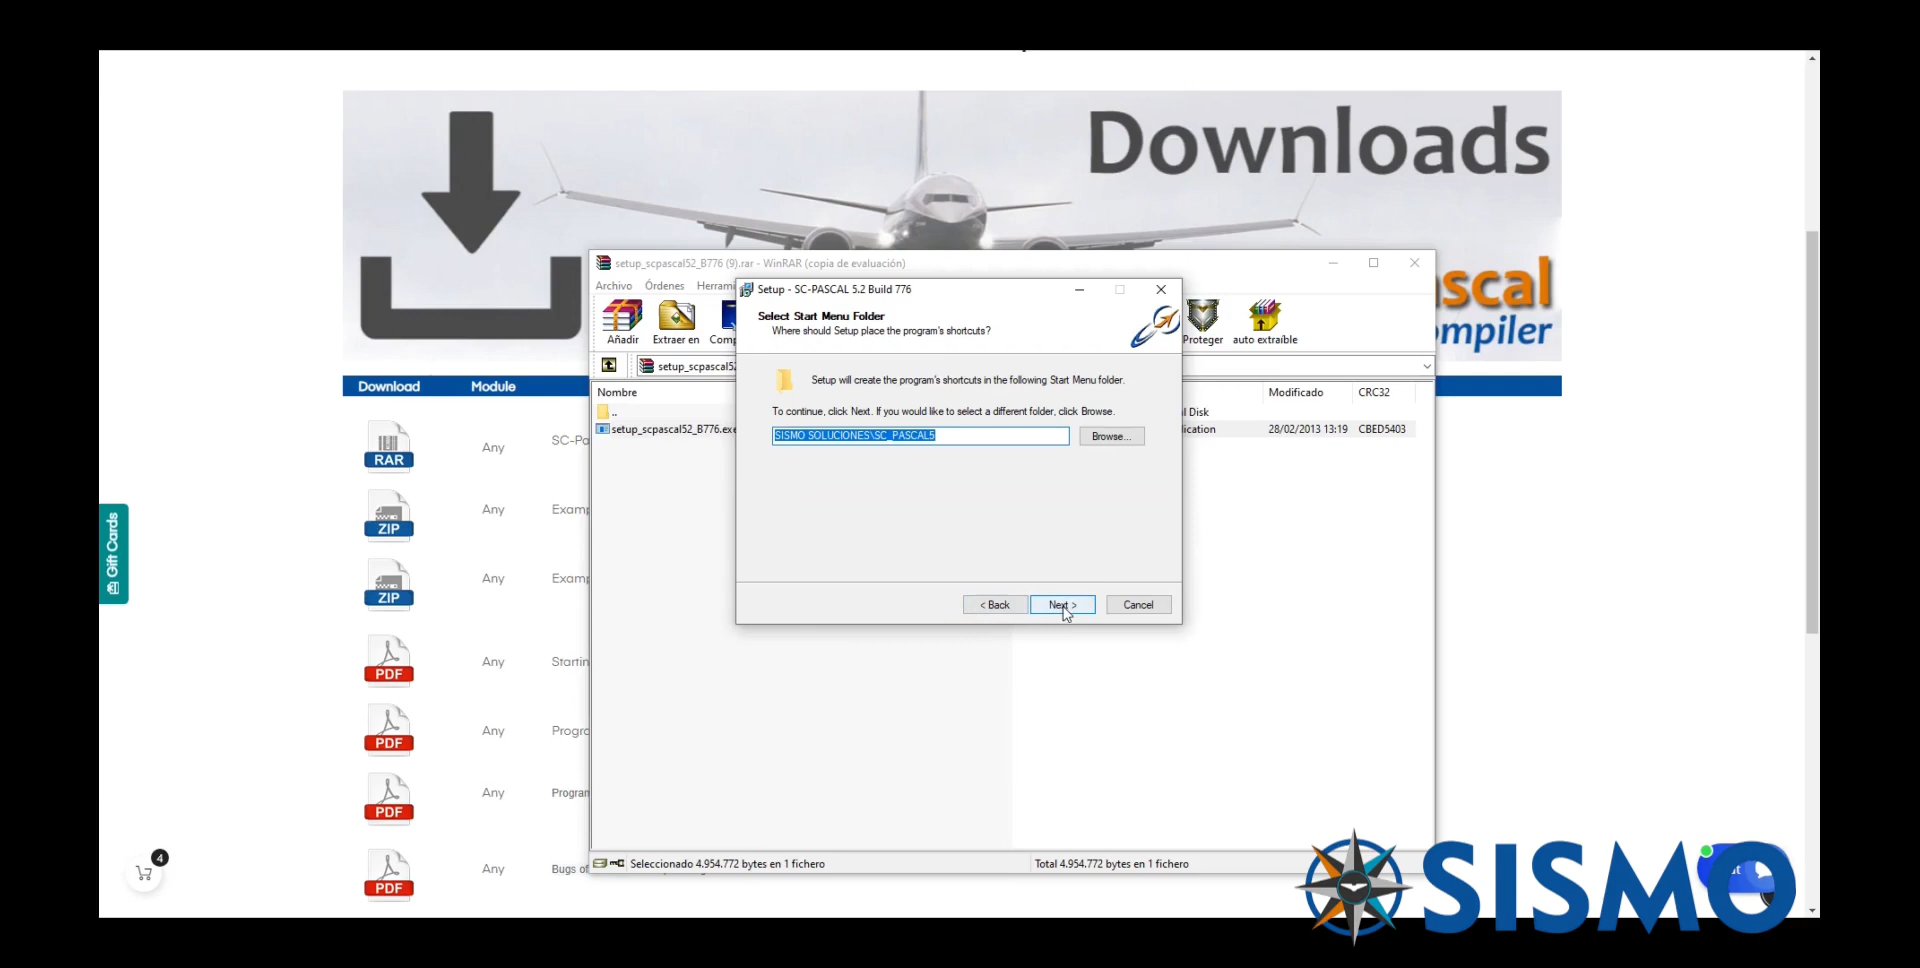 Downloads
scal
ompiler
setup_scpascal52_B776 (9).rar - WinRAR (copia de evaluación)
Archivo Órdenes Herrami
Añadir Extraer en Comp Proteger auto extraíble
setup_scpascal52
Setup - SC-PASCAL 5.2 Build 776
Select Start Menu Folder
Where should Setup place the program's shortcuts?
Setup will create the program's shortcuts in the following Start Menu folder.
To continue, click Next. If you would like to select a different folder, click Browse.
SISMO SOLUCIONES\SC_PASCAL5
Browse...
< Back Next > Cancel
Download Module
Nombre Modificado CRC32
.. l Disk
setup_scpascal52_B776.exe ication 28/02/2013 13:19 CBED5403
RAR Any SC-Pa
ZIP Any Examp
ZIP Any Examp
PDF Any Startin
PDF Any Progra
PDF Any Program
PDF Any Bugs of
Seleccionado 4.954.772 bytes en 1 fichero Total 4.954.772 bytes en 1 fichero
Gift Cards
4
SISMO